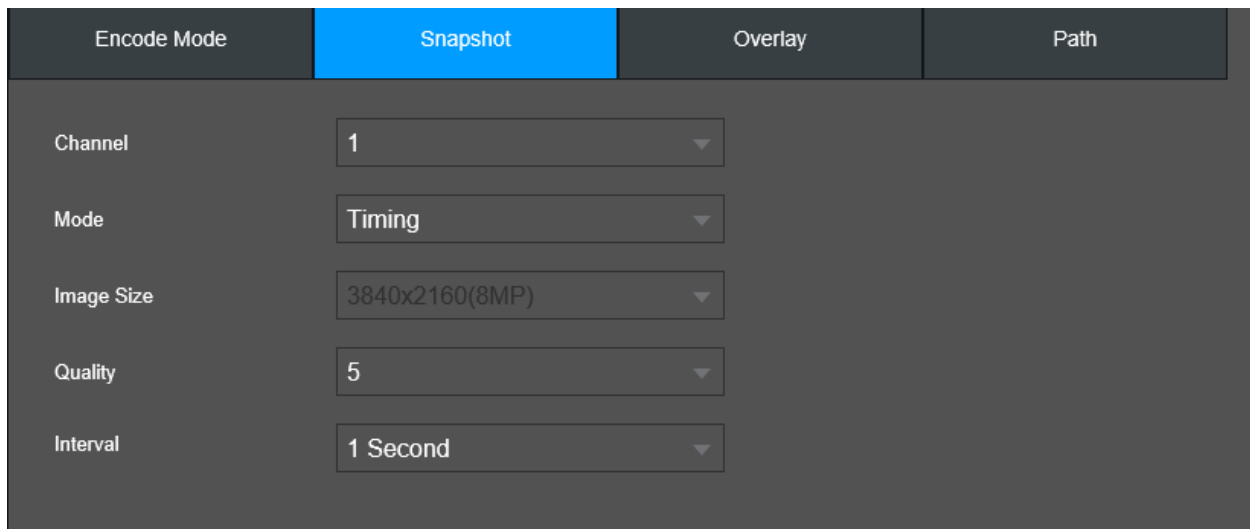 Encode Mode Snapshot Overlay Path
Channel 1
Mode Timing
Image Size 3840x2160(8MP)
Quality 5
Interval 1 Second